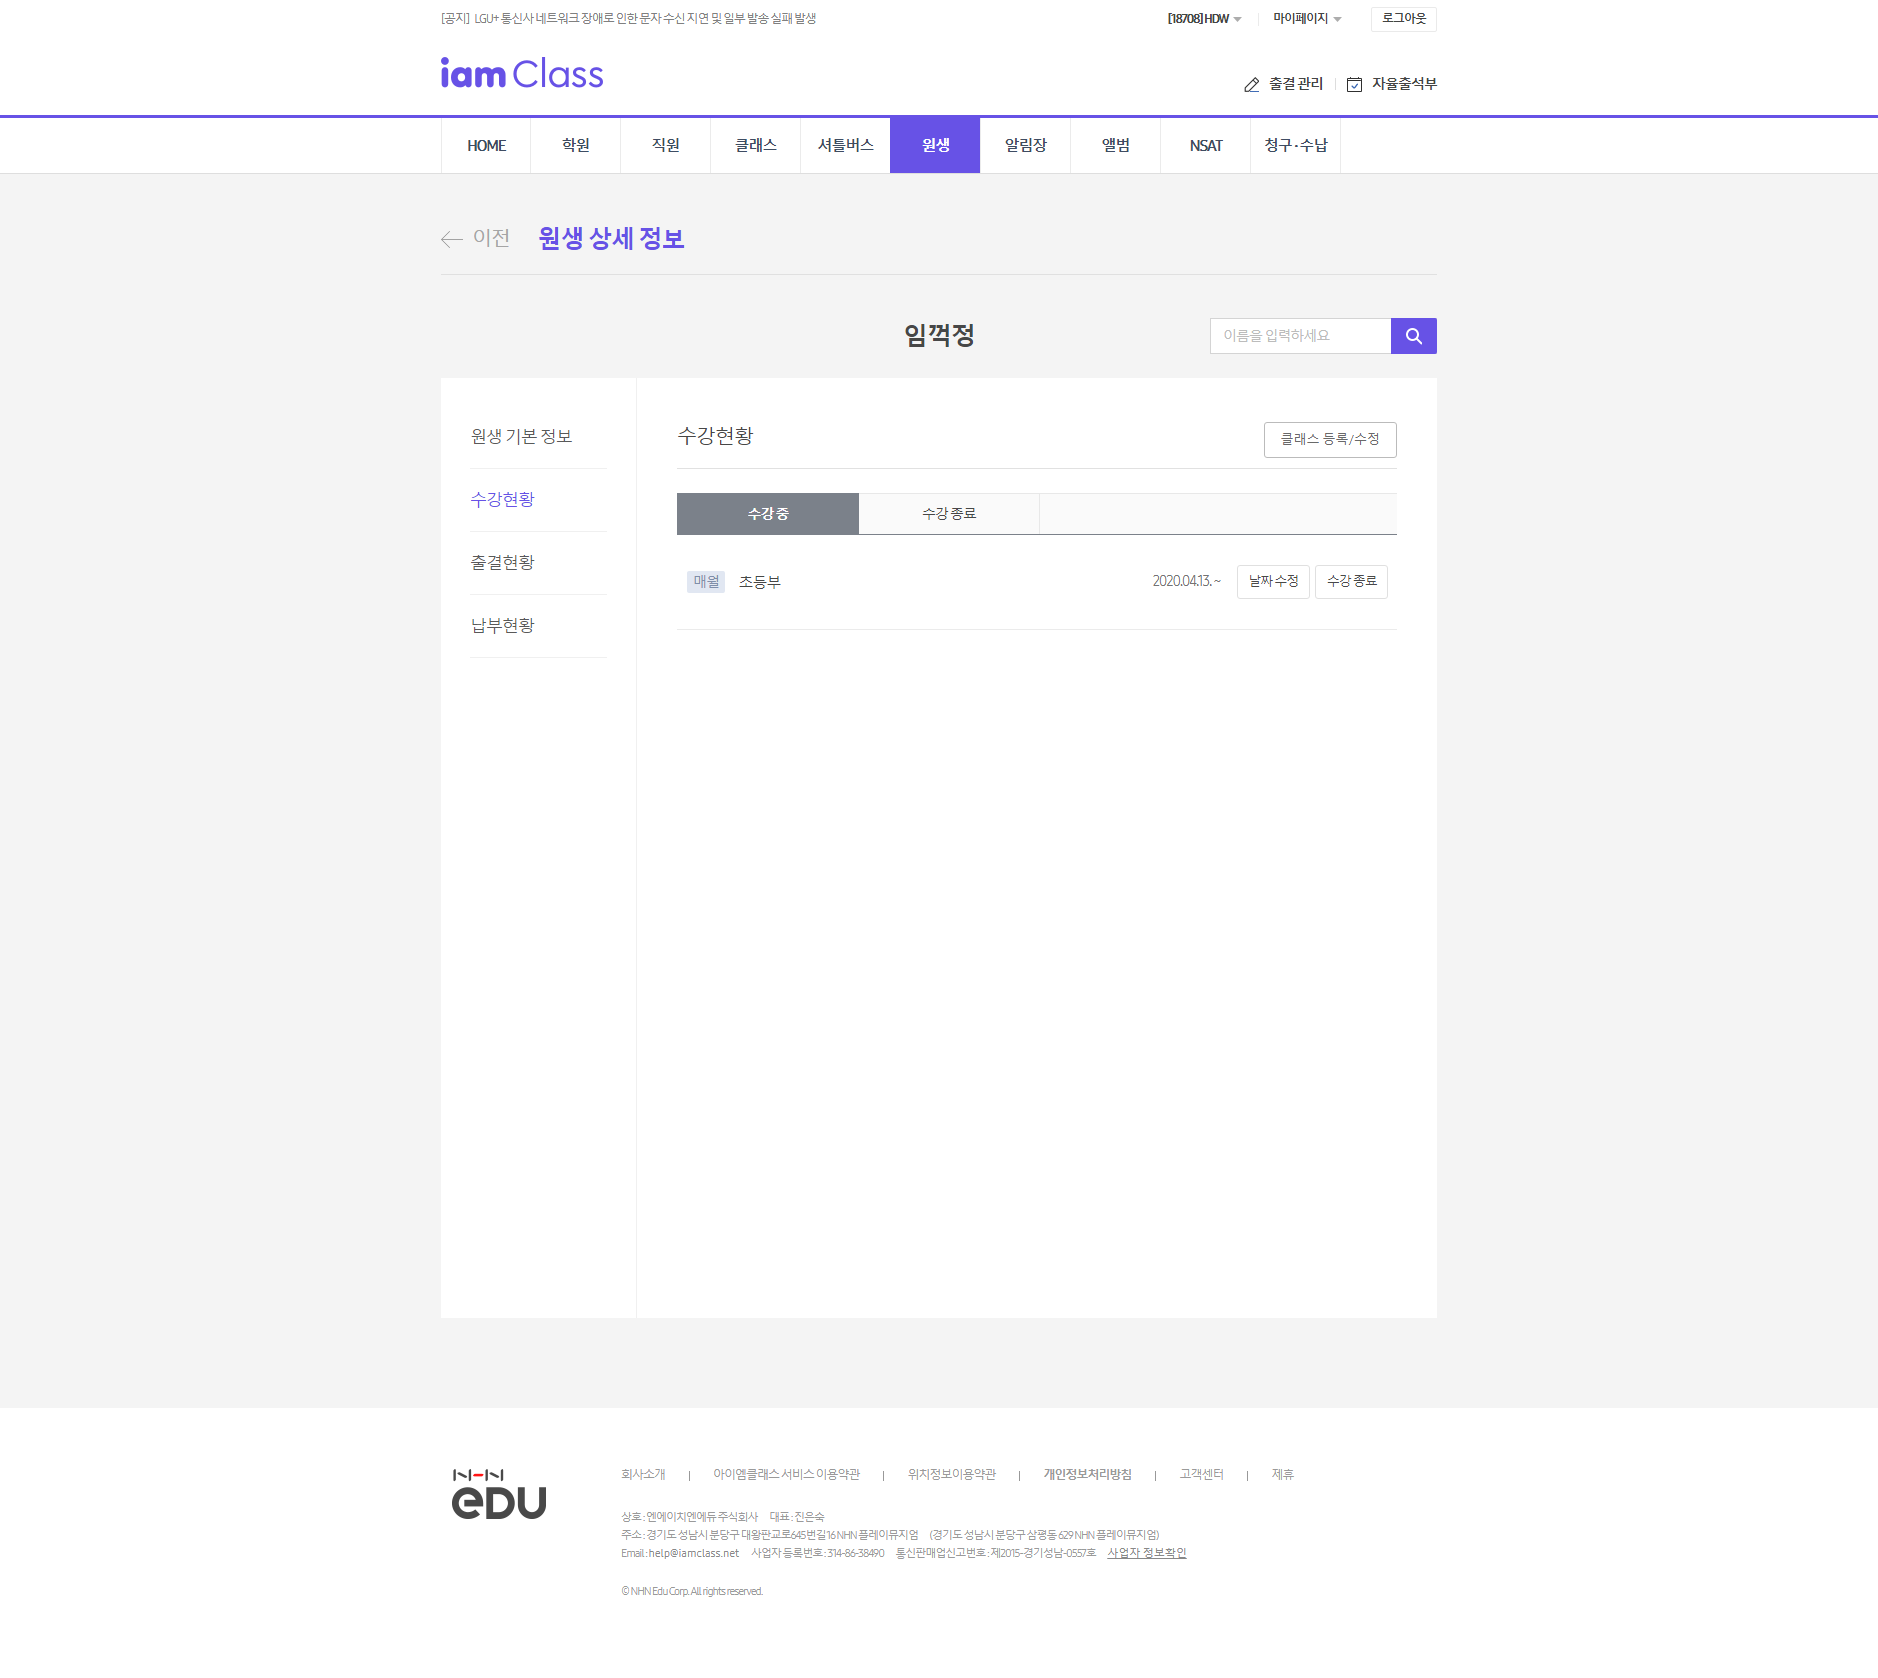 [공지] LGU+ 통신사 네트워크 장애로 인한 문자 수신 지연 및 일부 발송 실패 발생
[18708] HDW 마이페이지 로그아웃
iam Class
출결 관리 자율출석부
HOME 학원 직원 클래스 셔틀버스 원생 알림장 앨범 NSAT 청구·수납
이전 원생 상세 정보
임꺽정
이름을 입력하세요
원생 기본 정보
수강현황
출결현황
납부현황
수강현황
클래스 등록/수정
수강 중 수강 종료
매월 초등부 2020.04.13. ~ 날짜 수정 수강 종료
NHN
eDU
회사소개 | 아이엠클래스 서비스 이용약관 | 위치정보이용약관 | 개인정보처리방침 | 고객센터 | 제휴
상호 : 엔에이치엔에듀 주식회사 대표 : 진은숙
주소 : 경기도 성남시 분당구 대왕판교로645번길 16 NHN 플레이뮤지엄 (경기도 성남시 분당구 삼평동 629 NHN 플레이뮤지엄)
Email : help@iamclass.net 사업자 등록번호 : 314-86-38490 통신판매업신고번호 : 제2015-경기성남-0557호 사업자 정보확인
© NHN Edu Corp. All rights reserved.